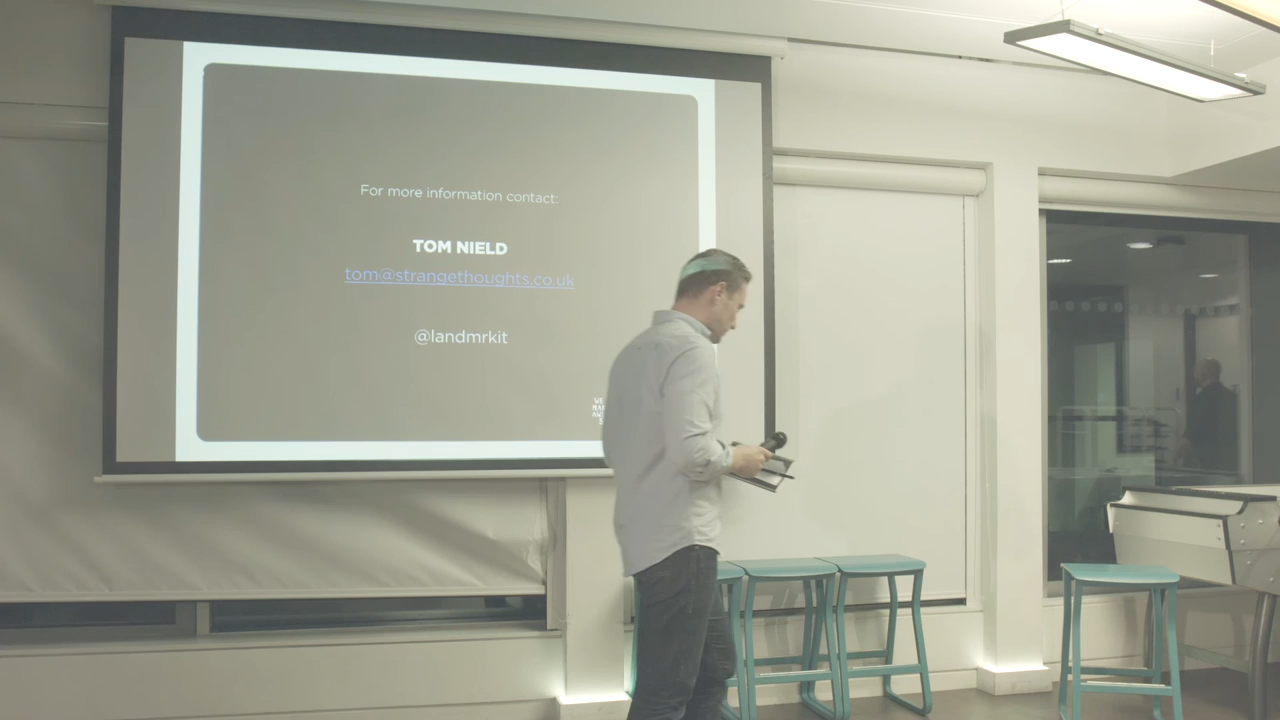 For more information contact:
TOM NIELD
tom@strangethoughts.co.uk
@landmrkit